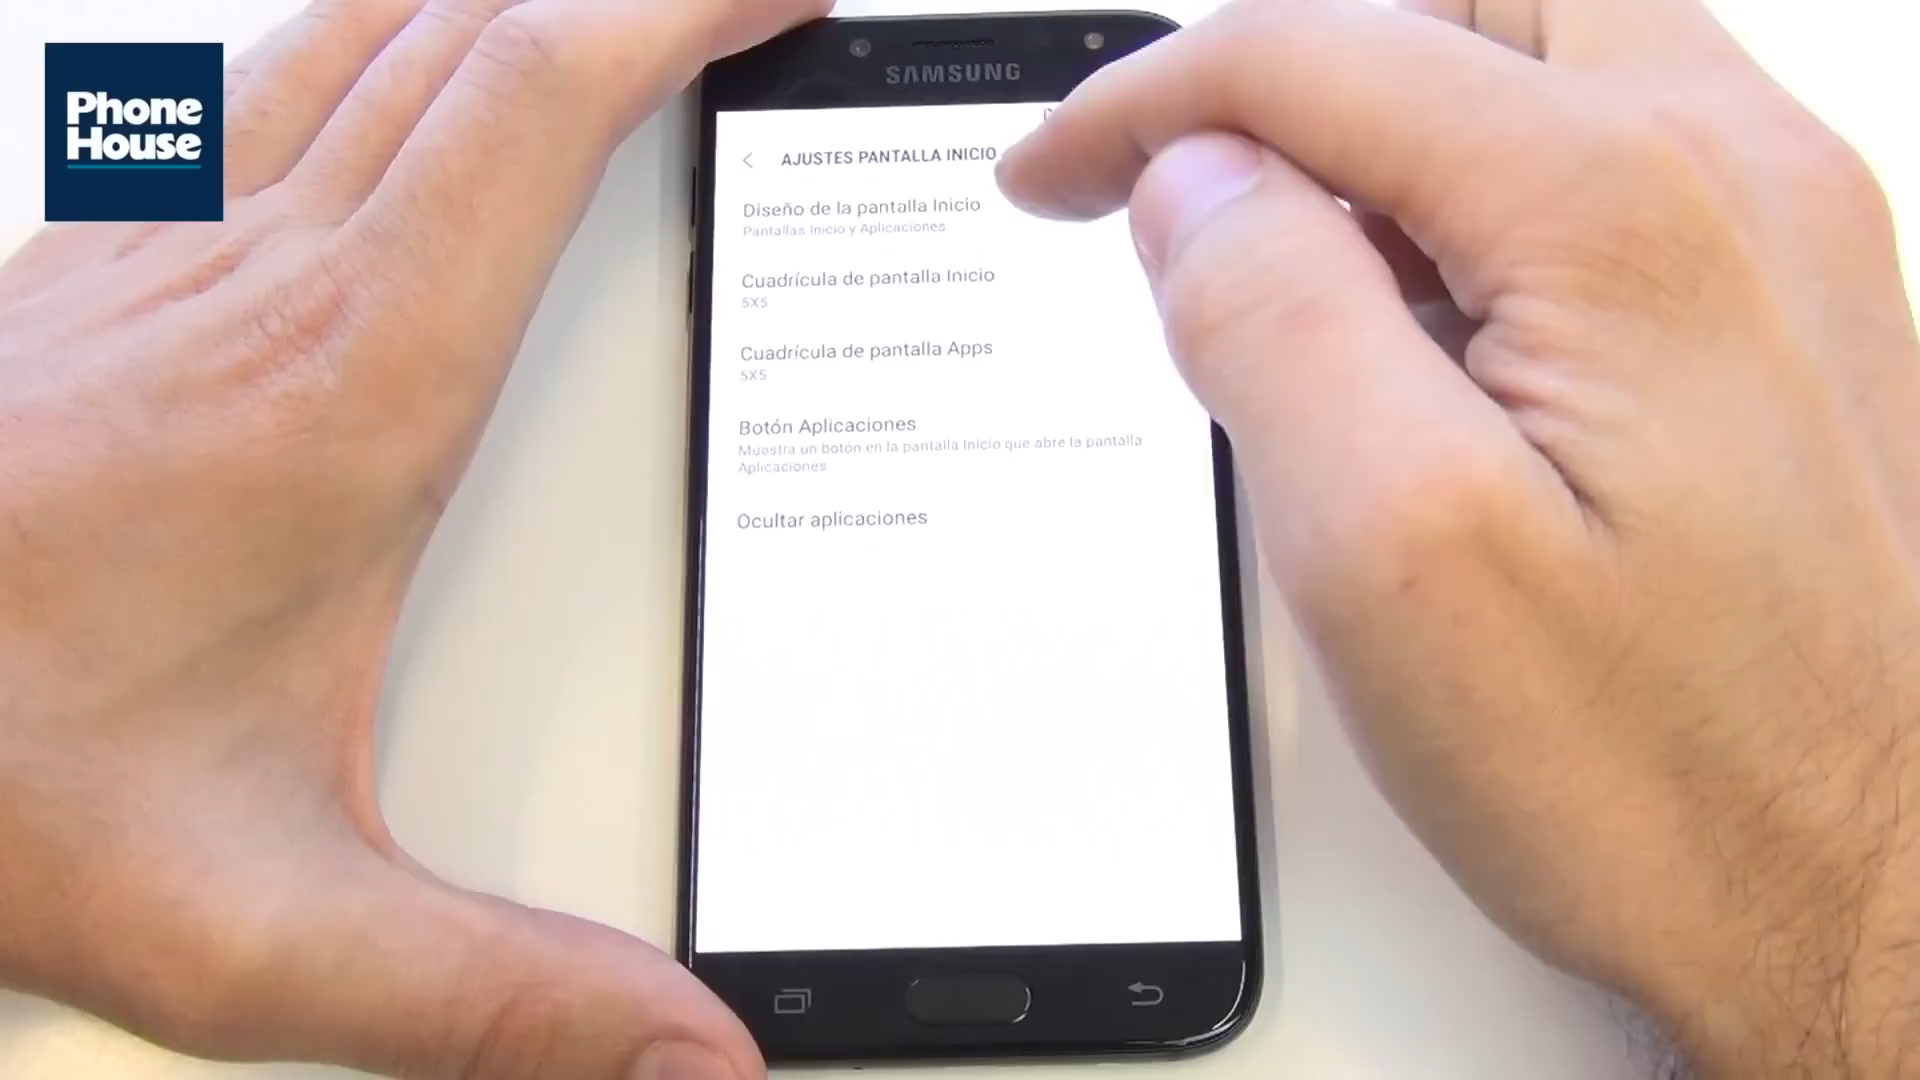 Phone
House
SAMSUNG
AJUSTES PANTALLA INICIO
Diseño de la pantalla Inicio
Pantallas Inicio y Aplicaciones
Cuadrícula de pantalla Inicio
5X5
Cuadrícula de pantalla Apps
5X5
Botón Aplicaciones
Muestra un botón en la pantalla Inicio que abre la pantalla
Aplicaciones.
Ocultar aplicaciones